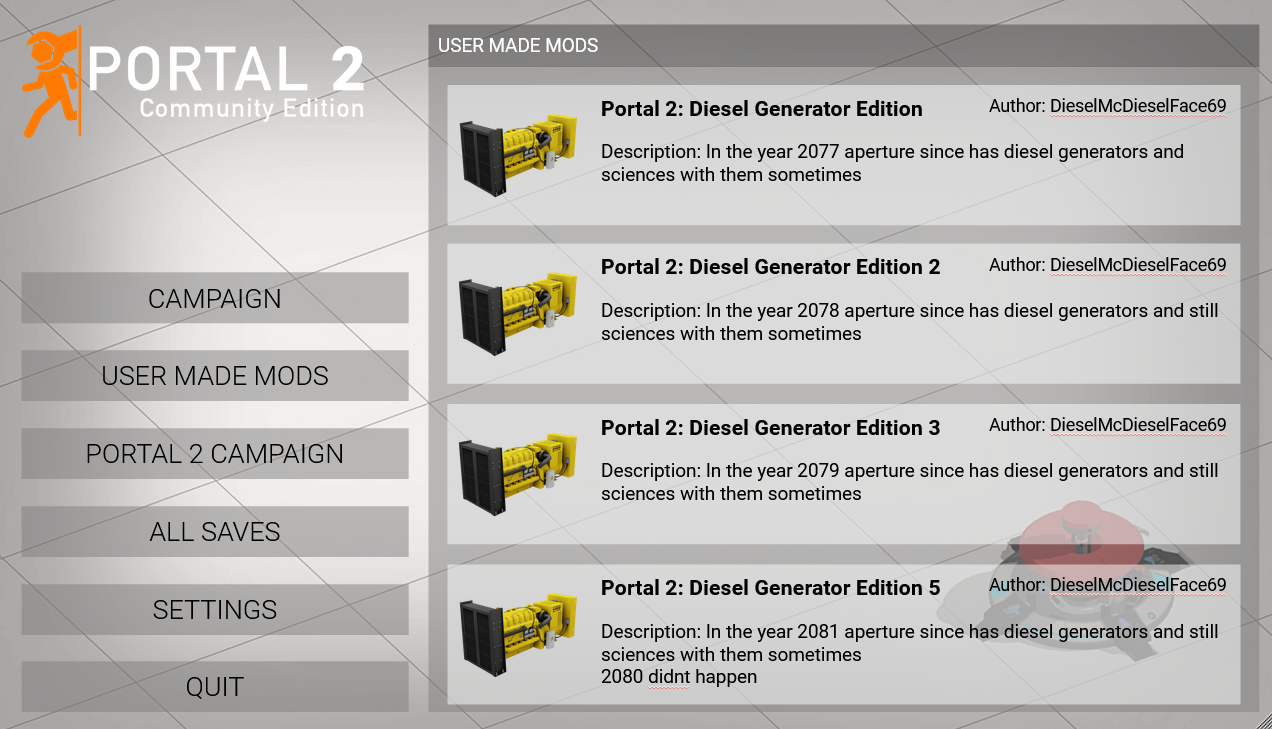 PORTAL 2
Community Edition
CAMPAIGN
USER MADE MODS
PORTAL 2 CAMPAIGN
ALL SAVES
SETTINGS
QUIT
USER MADE MODS
Portal 2: Diesel Generator Edition
Author: DieselMcDieselFace69
Description: In the year 2077 aperture since has diesel generators and
sciences with them sometimes
Portal 2: Diesel Generator Edition 2
Author: DieselMcDieselFace69
Description: In the year 2078 aperture since has diesel generators and still
sciences with them sometimes
Portal 2: Diesel Generator Edition 3
Author: DieselMcDieselFace69
Description: In the year 2079 aperture since has diesel generators and still
sciences with them sometimes
Portal 2: Diesel Generator Edition 5
Author: DieselMcDieselFace69
Description: In the year 2081 aperture since has diesel generators and still
sciences with them sometimes
2080 didnt happen